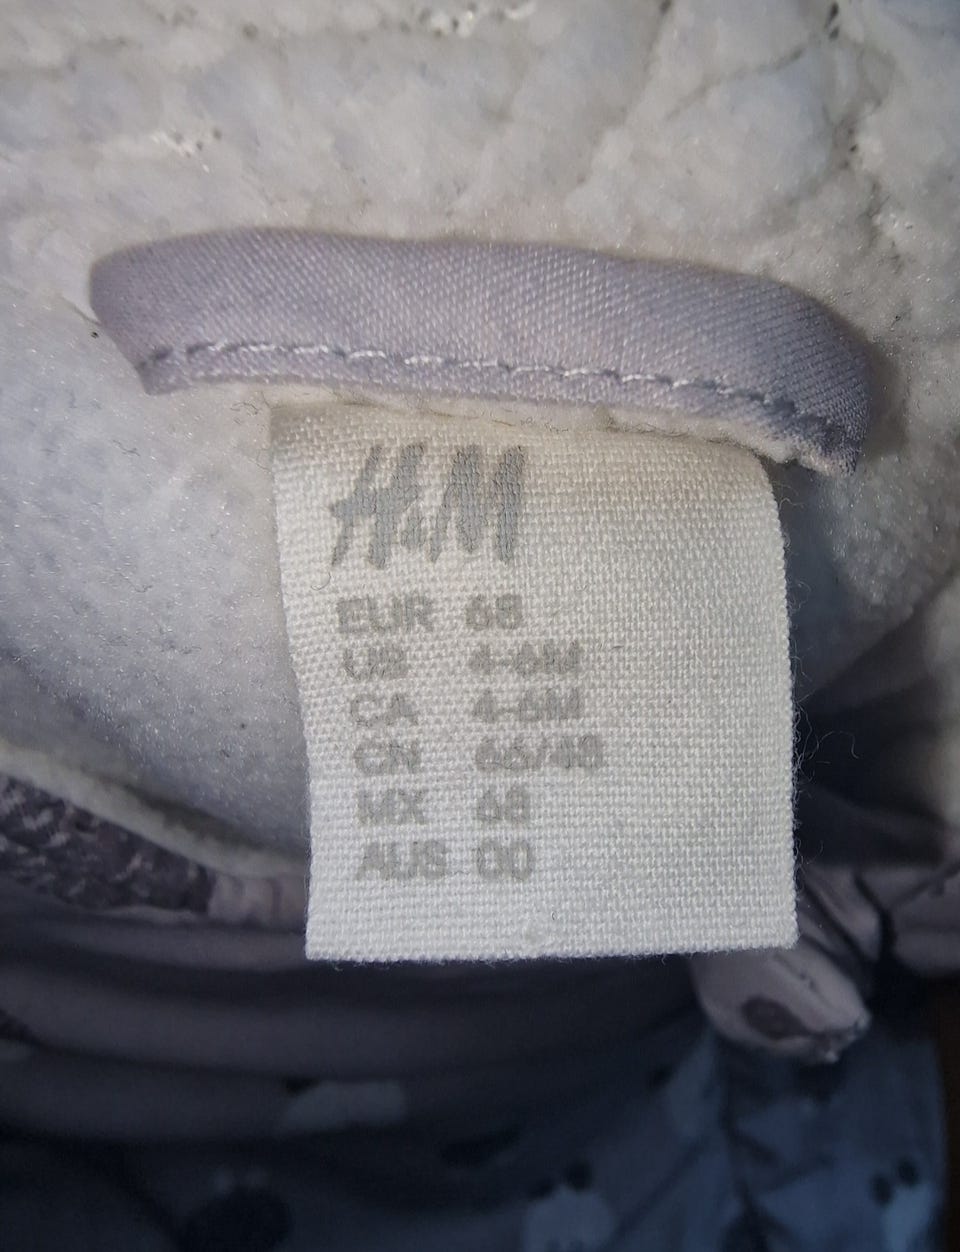 H&M
EUR 68
US 4-6M
CA 4-6M
CN 66/48
MX 68
AUS 00